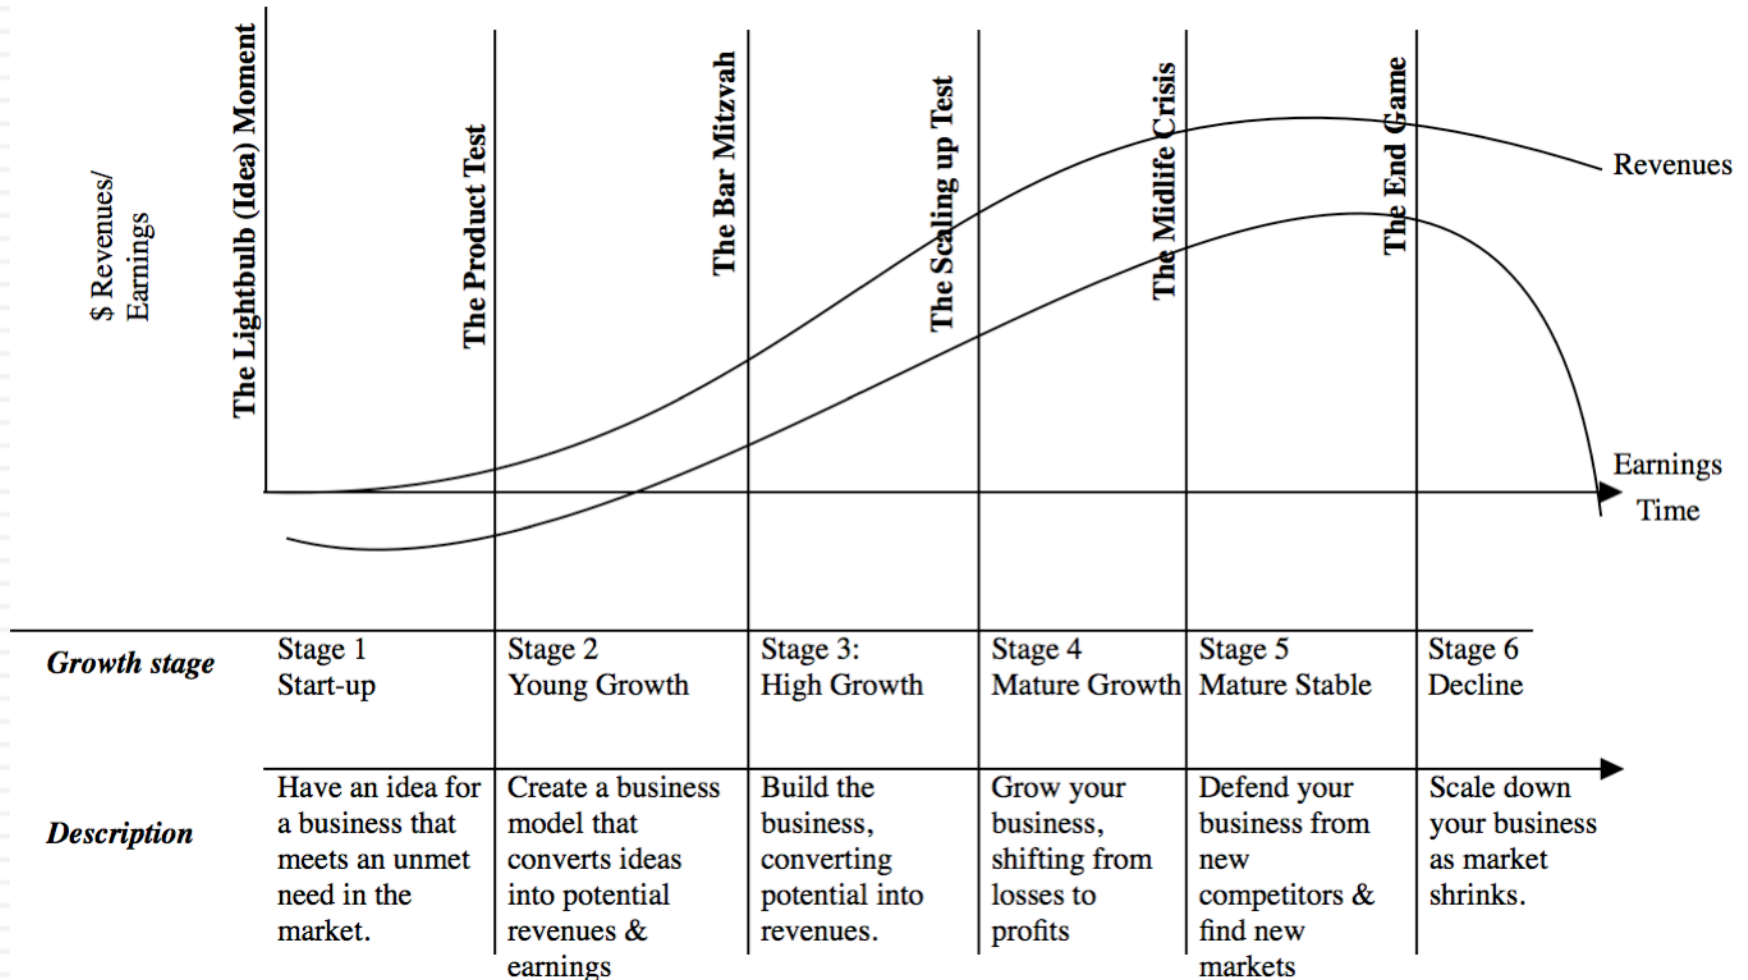 $ Revenues/
Earnings
The Lightbulb (Idea) Moment
The Product Test
The Bar Mitzvah
The Scaling up Test
The Midlife Crisis
The End Game
Revenues
Earnings
Time
Growth stage
Stage 1
Start-up
Stage 2
Young Growth
Stage 3:
High Growth
Stage 4
Mature Growth
Stage 5
Mature Stable
Stage 6
Decline
Description
Have an idea for
a business that
meets an unmet
need in the
market.
Create a business
model that
converts ideas
into potential
revenues &
earnings
Build the
business,
converting
potential into
revenues.
Grow your
business,
shifting from
losses to
profits
Defend your
business from
new
competitors &
find new
markets
Scale down
your business
as market
shrinks.